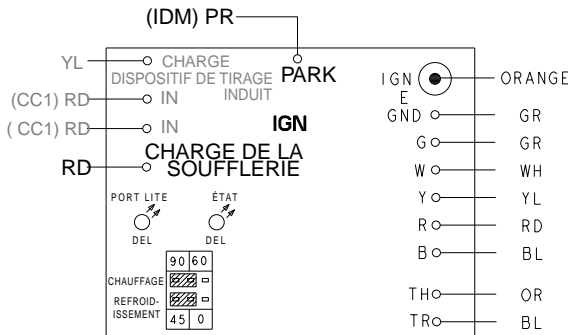 (IDM) PR
YL CHARGE
DISPOSITIF DE TIRAGE
INDUIT
PARK
(CC1) RD IN
( CC1) RD IN
IGN
RD CHARGE DE LA
SOUFFLERIE
PORT LITE
DEL
ÉTAT
DEL
90 60
CHAUFFAGE
REFROID-
ISSEMENT
45 0
IGN
E
ORANGE
GND GR
G GR
W WH
Y YL
R RD
B BL
TH OR
TR BL